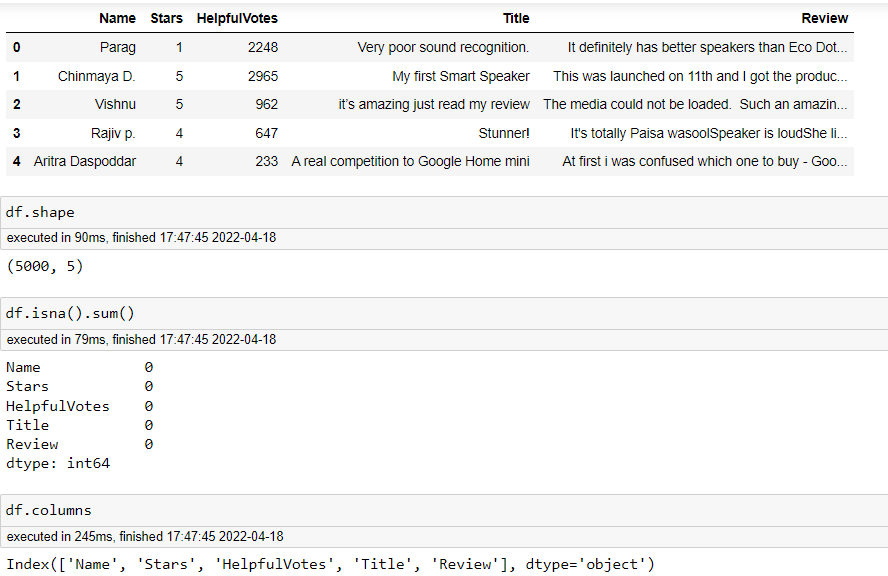 Name Stars HelpfulVotes Title Review
0 Parag 1 2248 Very poor sound recognition. It definitely has better speakers than Eco Dot...
1 Chinmaya D. 5 2965 My first Smart Speaker This was launched on 11th and I got the produc...
2 Vishnu 5 962 it's amazing just read my review The media could not be loaded. Such an amazin...
3 Rajiv p. 4 647 Stunner! It's totally Paisa wasoolSpeaker is loudShe li...
4 Aritra Daspoddar 4 233 A real competition to Google Home mini At first i was confused which one to buy - Goo...
df.shape
executed in 90ms, finished 17:47:45 2022-04-18
(5000, 5)
df.isna().sum()
executed in 79ms, finished 17:47:45 2022-04-18
Name 0
Stars 0
HelpfulVotes 0
Title 0
Review 0
dtype: int64
df.columns
executed in 245ms, finished 17:47:45 2022-04-18
Index(['Name', 'Stars', 'HelpfulVotes', 'Title', 'Review'], dtype='object')